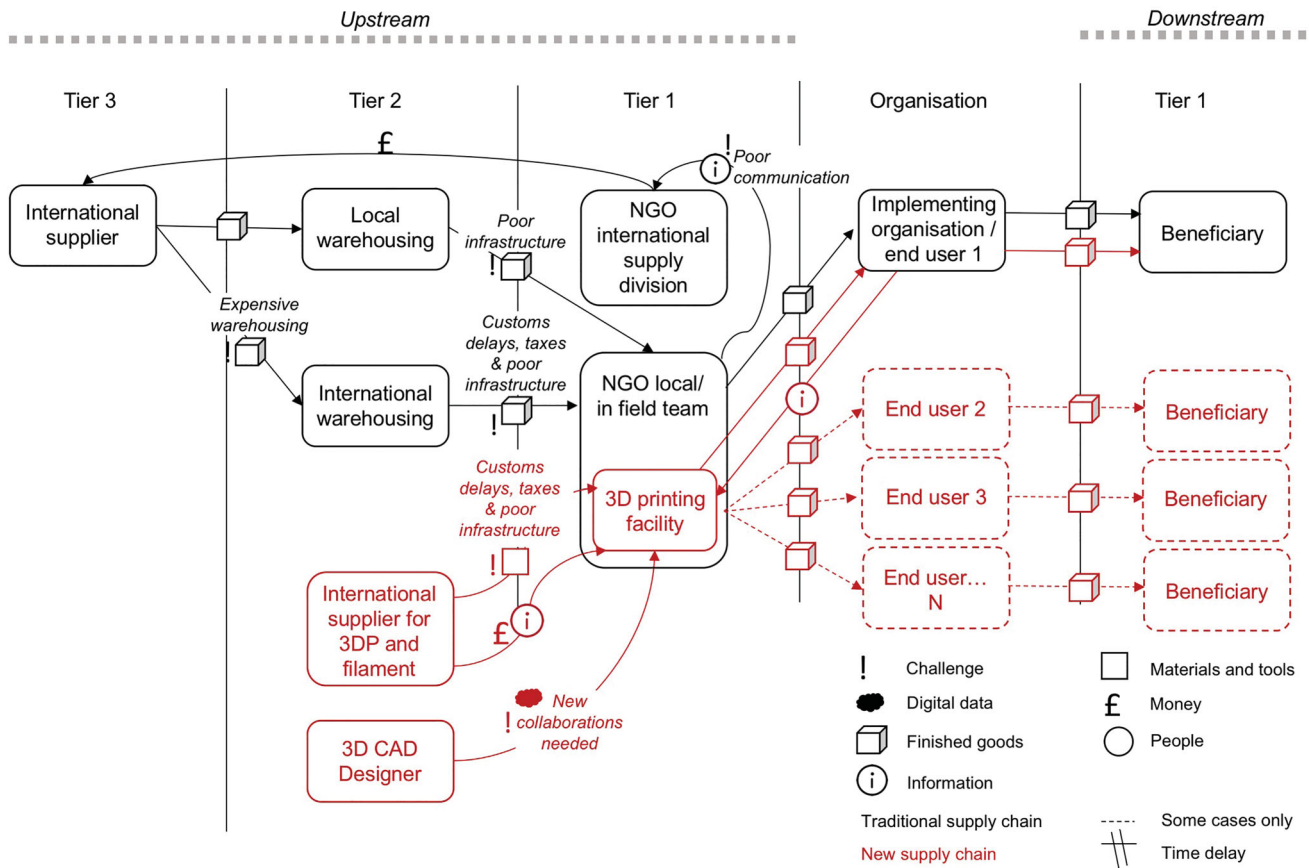 Upstream
Downstream
Tier 3
Tier 2
Tier 1
Organisation
Tier 1
£
!
i
Poor
communication
International
supplier
Local
warehousing
Poor
infrastructure
!
NGO
international
supply
division
Implementing
organisation /
end user 1
Beneficiary
Expensive
warehousing
!
Customs
delays, taxes
& poor
infrastructure
!
International
warehousing
NGO local/
in field team
i
End user 2
Beneficiary
Customs
delays, taxes
& poor
infrastructure
!
3D printing
facility
End user 3
Beneficiary
End user...
N
Beneficiary
International
supplier for
3DP and
filament
£
i
! New
collaborations
needed
3D CAD
Designer
! Challenge
Digital data
Finished goods
i Information
Traditional supply chain
New supply chain
Materials and tools
£ Money
People
Some cases only
Time delay